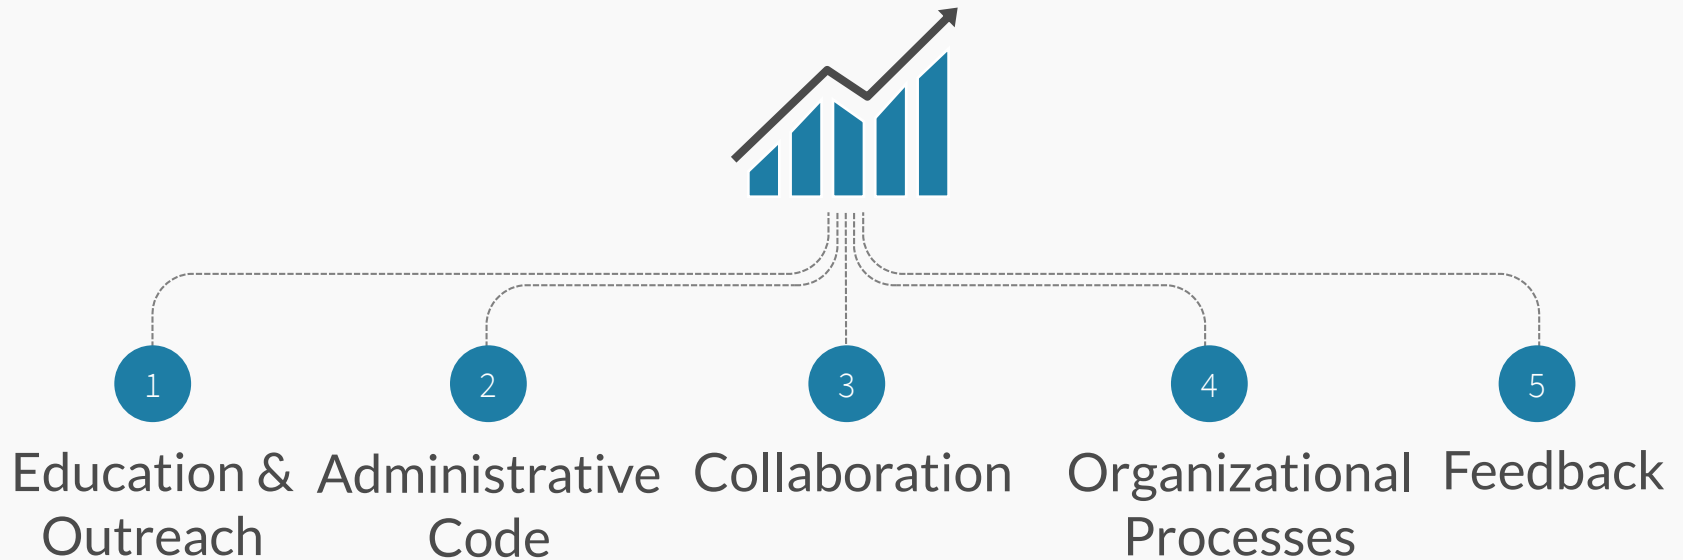 1
Education &
Outreach
2
Administrative
Code
3
Collaboration
4
Organizational
Processes
5
Feedback